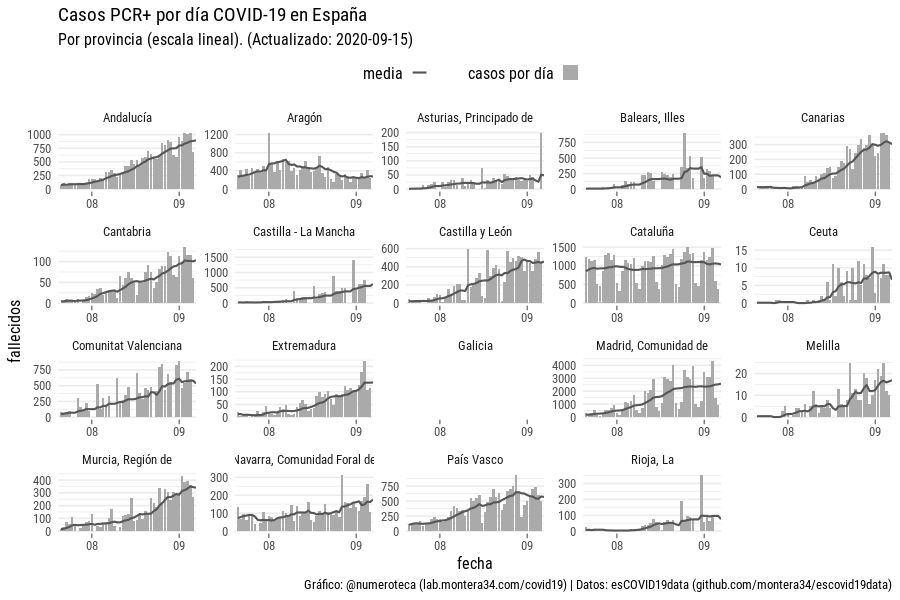 Casos PCR+ por día COVID-19 en España
Por provincia (escala lineal). (Actualizado: 2020-09-15)
media casos por día
Andalucía Aragón Asturias, Principado de Balears, Illes Canarias
1000 750 500 250 0 1200 800 400 0 200 150 100 50 0 750 500 250 0 300 200 100 0
08 09 08 09 08 09 08 09 08 09
Cantabria Castilla - La Mancha Castilla y León Cataluña Ceuta
100 50 0 1500 1000 500 0 600 400 200 0 1500 1000 500 0 15 10 5 0
08 09 08 09 08 09 08 09 08 09
fallecidos
Comunitat Valenciana Extremadura Galicia Madrid, Comunidad de Melilla
750 500 250 0 200 150 100 50 0 4000 3000 2000 1000 0 20 10 0
08 09 08 09 08 09 08 09 08 09
Murcia, Región de Navarra, Comunidad Foral de País Vasco Rioja, La
400 300 200 100 0 300 200 100 0 750 500 250 0 300 200 100 0
08 09 08 09 08 09 08 09
fecha
Gráfico: @numeroteca (lab.montera34.com/covid19) | Datos: esCOVID19data (github.com/montera34/escovid19data)